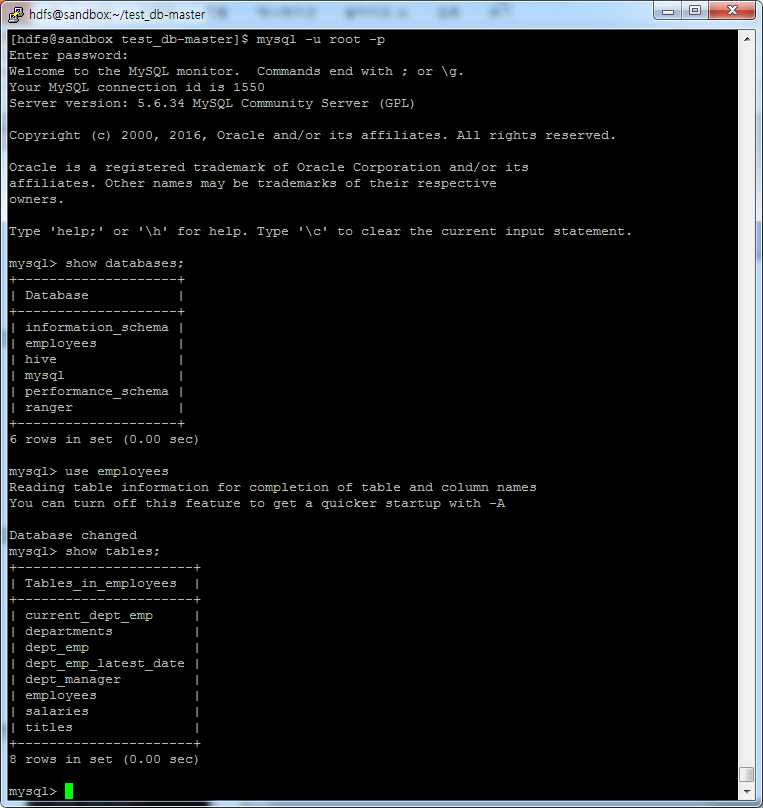 hdfs@sandbox:~/test_db-master
[hdfs@sandbox test_db-master]$ mysql -u root -p
Enter password:
Welcome to the MySQL monitor.  Commands end with ; or \g.
Your MySQL connection id is 1550
Server version: 5.6.34 MySQL Community Server (GPL)
Copyright (c) 2000, 2016, Oracle and/or its affiliates. All rights reserved.
Oracle is a registered trademark of Oracle Corporation and/or its
affiliates. Other names may be trademarks of their respective
owners.
Type 'help;' or '\h' for help. Type '\c' to clear the current input statement.
mysql> show databases;
+--------------------+
| Database           |
+--------------------+
| information_schema |
| employees          |
| hive               |
| mysql              |
| performance_schema |
| ranger             |
+--------------------+
6 rows in set (0.00 sec)
mysql> use employees
Reading table information for completion of table and column names
You can turn off this feature to get a quicker startup with -A
Database changed
mysql> show tables;
+----------------------+
| Tables_in_employees  |
+----------------------+
| current_dept_emp     |
| departments          |
| dept_emp             |
| dept_emp_latest_date |
| dept_manager         |
| employees            |
| salaries             |
| titles               |
+----------------------+
8 rows in set (0.00 sec)
mysql>